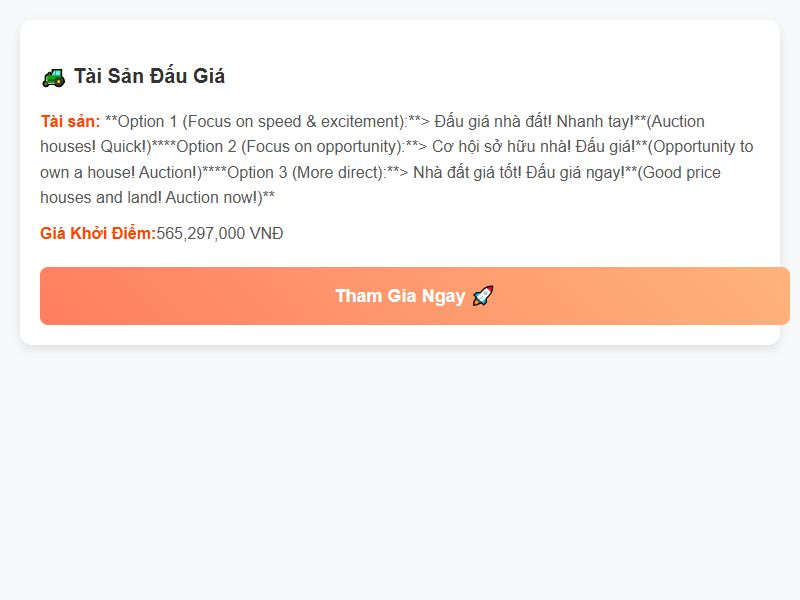 Tài Sản Đấu Giá
Tài sản: **Option 1 (Focus on speed & excitement):**> Đấu giá nhà đất! Nhanh tay!**(Auction
houses! Quick!)****Option 2 (Focus on opportunity):**> Cơ hội sở hữu nhà! Đấu giá!**(Opportunity to
own a house! Auction!)****Option 3 (More direct):**> Nhà đất giá tốt! Đấu giá ngay!**(Good price
houses and land! Auction now!)**
Giá Khởi Điểm:565,297,000 VNĐ
Tham Gia Ngay